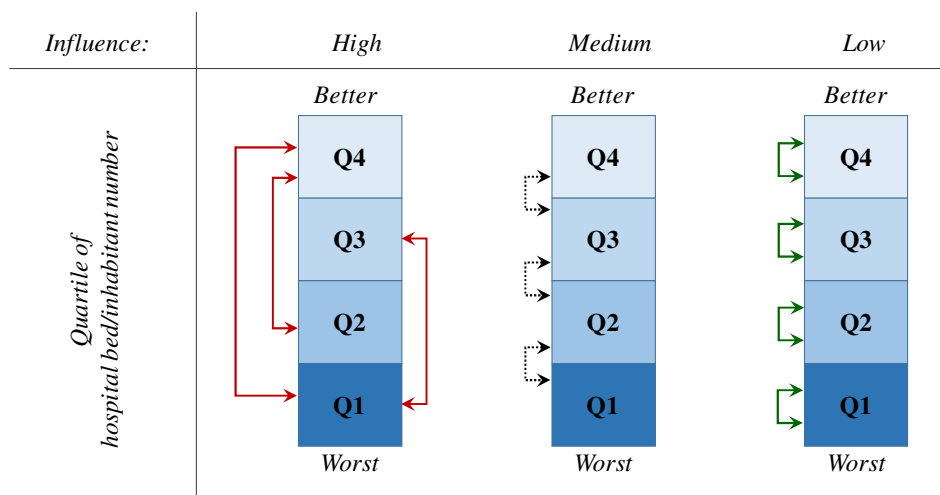 Influence: High Medium Low
Better Better Better
Q4 Q4 Q4
Q3 Q3 Q3
Q2 Q2 Q2
Q1 Q1 Q1
Worst Worst Worst
Quartile of
hospital bed/inhabitant number